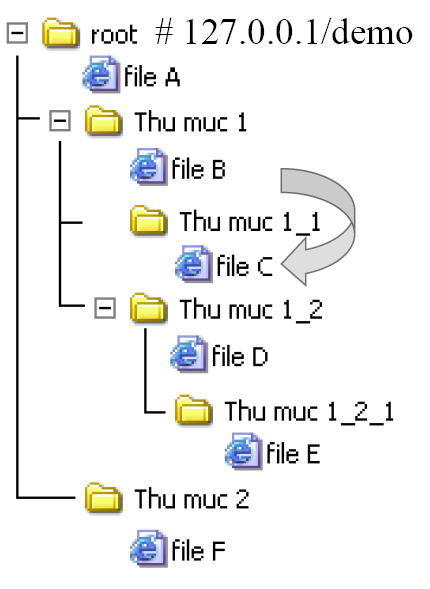 root # 127.0.0.1/demo
file A
Thu muc 1
file B
Thu muc 1_1
file C
Thu muc 1_2
file D
Thu muc 1_2_1
file E
Thu muc 2
file F